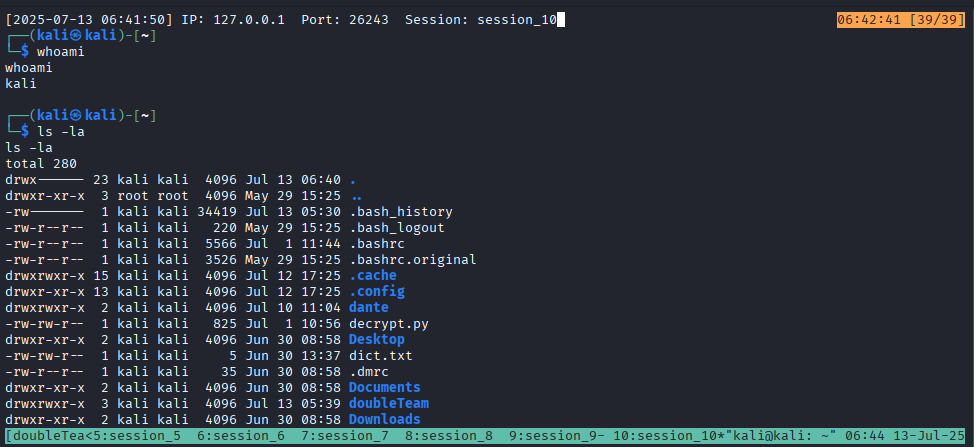 [2025-07-13 06:41:50] IP: 127.0.0.1  Port: 26243  Session: session_10 06:42:41 [39/39]
┌──(kali㉿kali)-[~]
└─$ whoami
whoami
kali
┌──(kali㉿kali)-[~]
└─$ ls -la
ls -la
total 280
drwx------ 23 kali kali  4096 Jul 13 06:40 .
drwxr-xr-x  3 root root  4096 May 29 15:25 ..
-rw-------  1 kali kali 34419 Jul 13 05:30 .bash_history
-rw-r--r--  1 kali kali   220 May 29 15:25 .bash_logout
-rw-r--r--  1 kali kali  5566 Jul  1 11:44 .bashrc
-rw-r--r--  1 kali kali  3526 May 29 15:25 .bashrc.original
drwxrwxr-x 15 kali kali  4096 Jul 12 17:25 .cache
drwxr-xr-x 13 kali kali  4096 Jul 12 17:25 .config
drwxrwxr-x  2 kali kali  4096 Jul 10 11:04 dante
-rw-rw-r--  1 kali kali   825 Jul  1 10:56 decrypt.py
drwxr-xr-x  2 kali kali  4096 Jun 30 08:58 Desktop
-rw-rw-r--  1 kali kali     5 Jun 30 13:37 dict.txt
-rw-r--r--  1 kali kali    35 Jun 30 08:58 .dmrc
drwxr-xr-x  2 kali kali  4096 Jun 30 08:58 Documents
drwxrwxr-x  3 kali kali  4096 Jul 13 05:39 doubleTeam
drwxr-xr-x  2 kali kali  4096 Jun 30 08:58 Downloads
[doubleTea<5:session_5  6:session_6  7:session_7  8:session_8  9:session_9- 10:session_10*"kali@kali: ~" 06:44 13-Jul-25